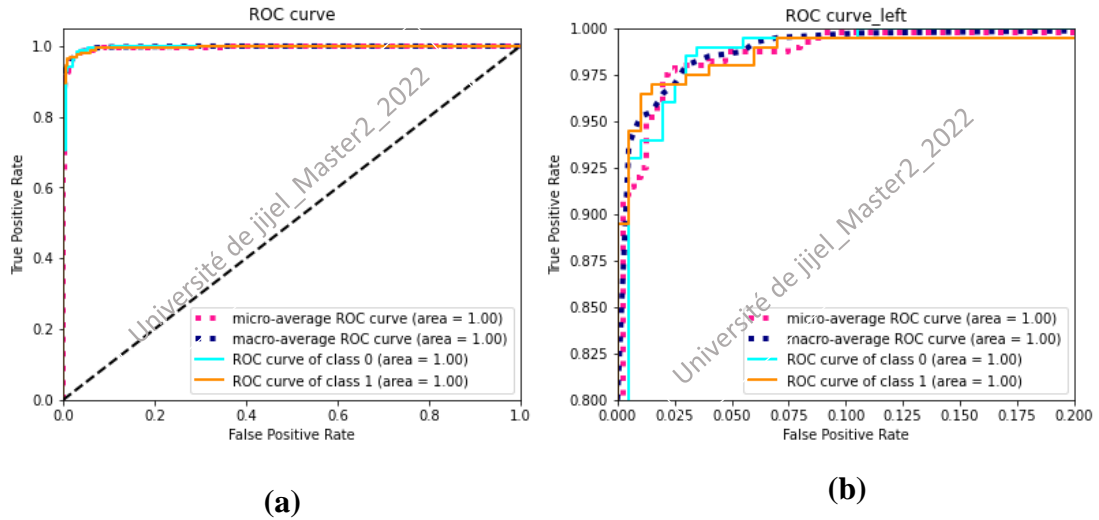 ROC curve
1.0
0.8
0.6
0.4
0.2
0.0
True Positive Rate
0.0 0.2 0.4 0.6 0.8 1.0
False Positive Rate
Université de jijel_Master2_2022
micro-average ROC curve (area = 1.00)
macro-average ROC curve (area = 1.00)
ROC curve of class 0 (area = 1.00)
ROC curve of class 1 (area = 1.00)
(a)
ROC curve_left
1.000
0.975
0.950
0.925
0.900
0.875
0.850
0.825
0.800
True Positive Rate
0.000 0.025 0.050 0.075 0.100 0.125 0.150 0.175 0.200
False Positive Rate
Université de jijel_Master2_2022
micro-average ROC curve (area = 1.00)
macro-average ROC curve (area = 1.00)
ROC curve of class 0 (area = 1.00)
ROC curve of class 1 (area = 1.00)
(b)